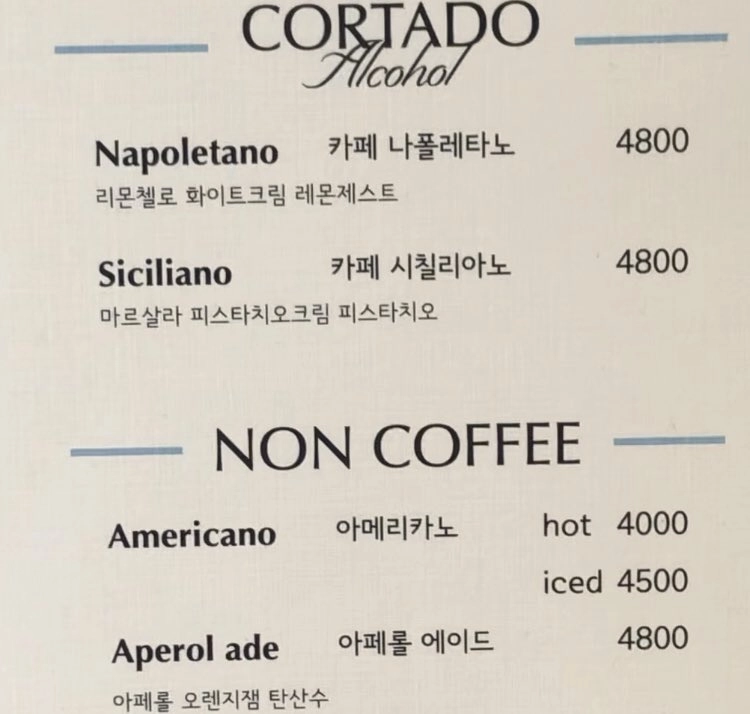 CORTADO
Alcohol
Napoletano 카페 나폴레타노 4800
리몬첼로 화이트크림 레몬제스트
Siciliano 카페 시칠리아노 4800
마르살라 피스타치오크림 피스타치오
NON COFFEE
Americano 아메리카노 hot 4000
iced 4500
Aperol ade 아페롤 에이드 4800
아페롤 오렌지잼 탄산수